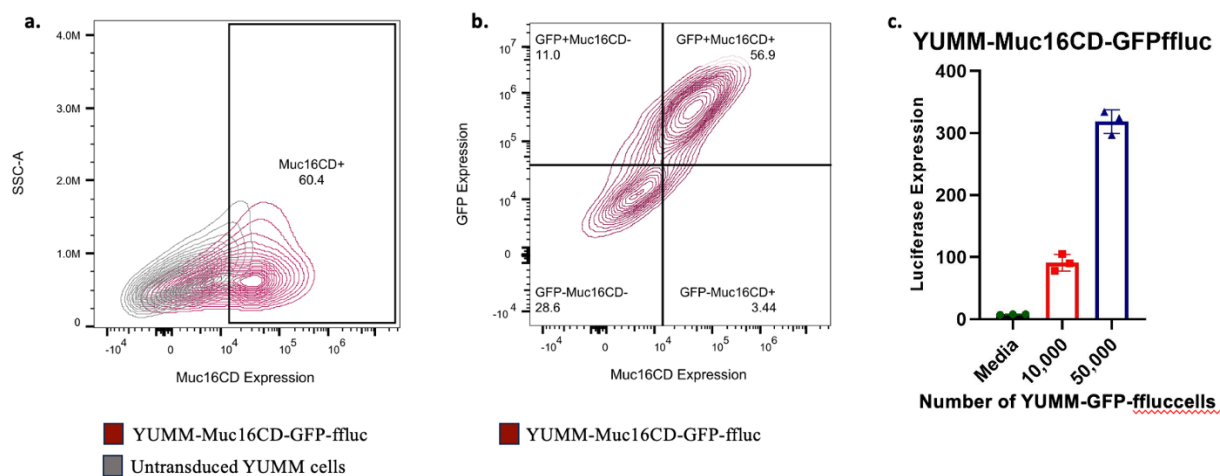 a.
4.0M
3.0M
2.0M
1.0M
0
SSC-A
Muc16CD+
60.4
-10^4 0 10^4 10^5 10^6
Muc16CD Expression
YUMM-Muc16CD-GFP-ffluc
Untransduced YUMM cells
b.
GFP+Muc16CD-
11.0
GFP+Muc16CD+
56.9
10^7
10^6
10^5
10^4
0
-10^4
GFP Expression
GFP-Muc16CD-
28.6
GFP-Muc16CD+
3.44
-10^4 0 10^4 10^5 10^6
Muc16CD Expression
YUMM-Muc16CD-GFP-ffluc
c.
YUMM-Muc16CD-GFPffluc
400
300
200
100
0
Luciferase Expression
Media 10,000 50,000
Number of YUMM-GFP-ffluccells